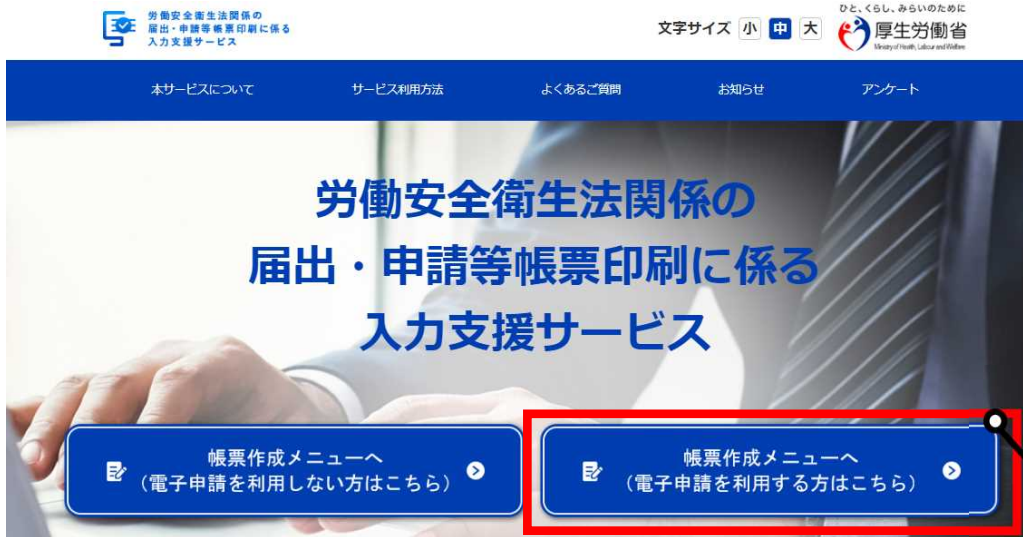 労働安全衛生法関係の
届出・申請等帳票印刷に係る
入力支援サービス
文字サイズ 小 中 大
ひと、くらし、みらいのために
厚生労働省
Ministry of Health, Labour and Welfare
本サービスについて サービス利用方法 よくあるご質問 お知らせ アンケート
労働安全衛生法関係の
届出・申請等帳票印刷に係る
入力支援サービス
帳票作成メニューへ
(電子申請を利用しない方はこちら)
帳票作成メニューへ
(電子申請を利用する方はこちら)